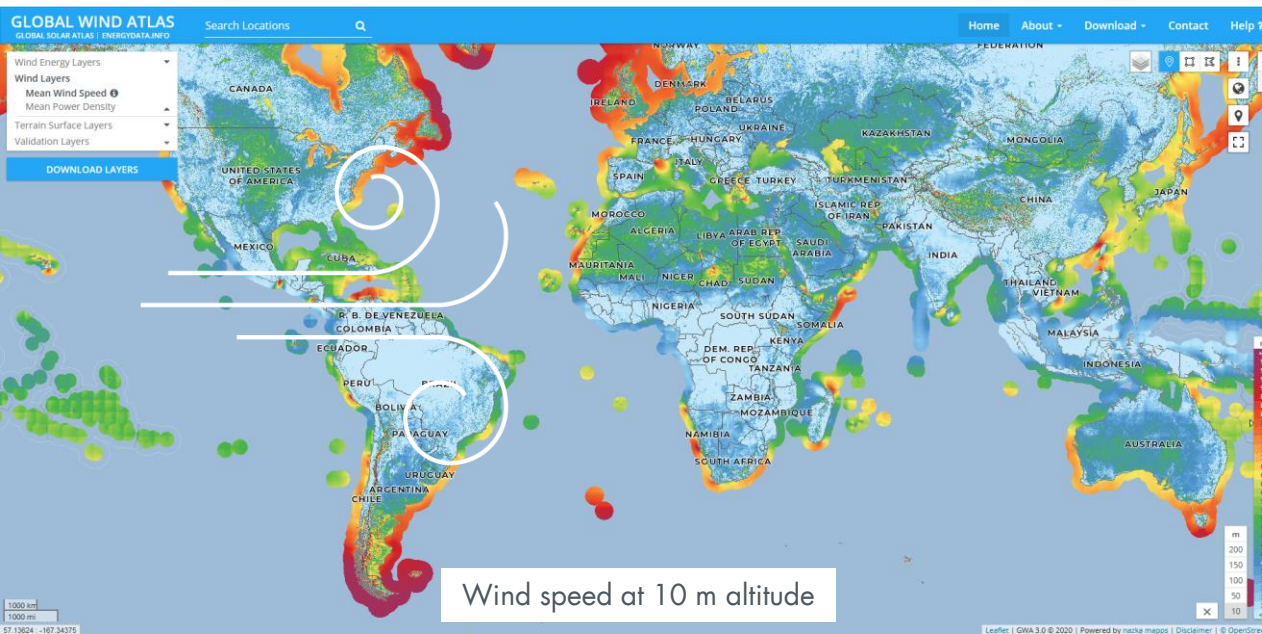 GLOBAL WIND ATLAS
GLOBAL SOLAR ATLAS | ENERGYDATA.INFO
Search Locations
Home
About
Download
Contact
Help ?
Wind Energy Layers
Wind Layers
Mean Wind Speed
Mean Power Density
Terrain Surface Layers
Validation Layers
DOWNLOAD LAYERS
NORWAY
FEDERATION
CANADA
DENMARK
IRELAND
BELARUS
POLAND
UKRAINE
FRANCE
HUNGARY
KAZAKHSTAN
MONGOLIA
ITALY
UNITED STATES
OF AMERICA
SPAIN
GREECE
TURKEY
TURKMENISTAN
CHINA
JAPAN
MOROCCO
ISLAMIC REP
OF IRAN
PAKISTAN
ALGERIA
LIBYA
ARAB REP
OF EGYPT
SAUDI
ARABIA
MEXICO
CUBA
INDIA
MAURITANIA
MALI
NIGER
CHAD
SUDAN
THAILAND
VIETNAM
R. B. DE VENEZUELA
COLOMBIA
NIGERIA
SOUTH SUDAN
SOMALIA
MALAYSIA
ECUADOR
KENYA
DEM. REP
OF CONGO
TANZANIA
INDONESIA
PERU
BRAZIL
ZAMBIA
MOZAMBIQUE
BOLIVIA
PARAGUAY
NAMIBIA
AUSTRALIA
SOUTH AFRICA
URUGUAY
ARGENTINA
CHILE
m
200
150
100
50
10
Wind speed at 10 m altitude
1000 km
1000 mi
57.13624 : -167.34375
Leaflet | GWA 3.0 © 2020 | Powered by nazka mapps | Disclaimer | © OpenStree